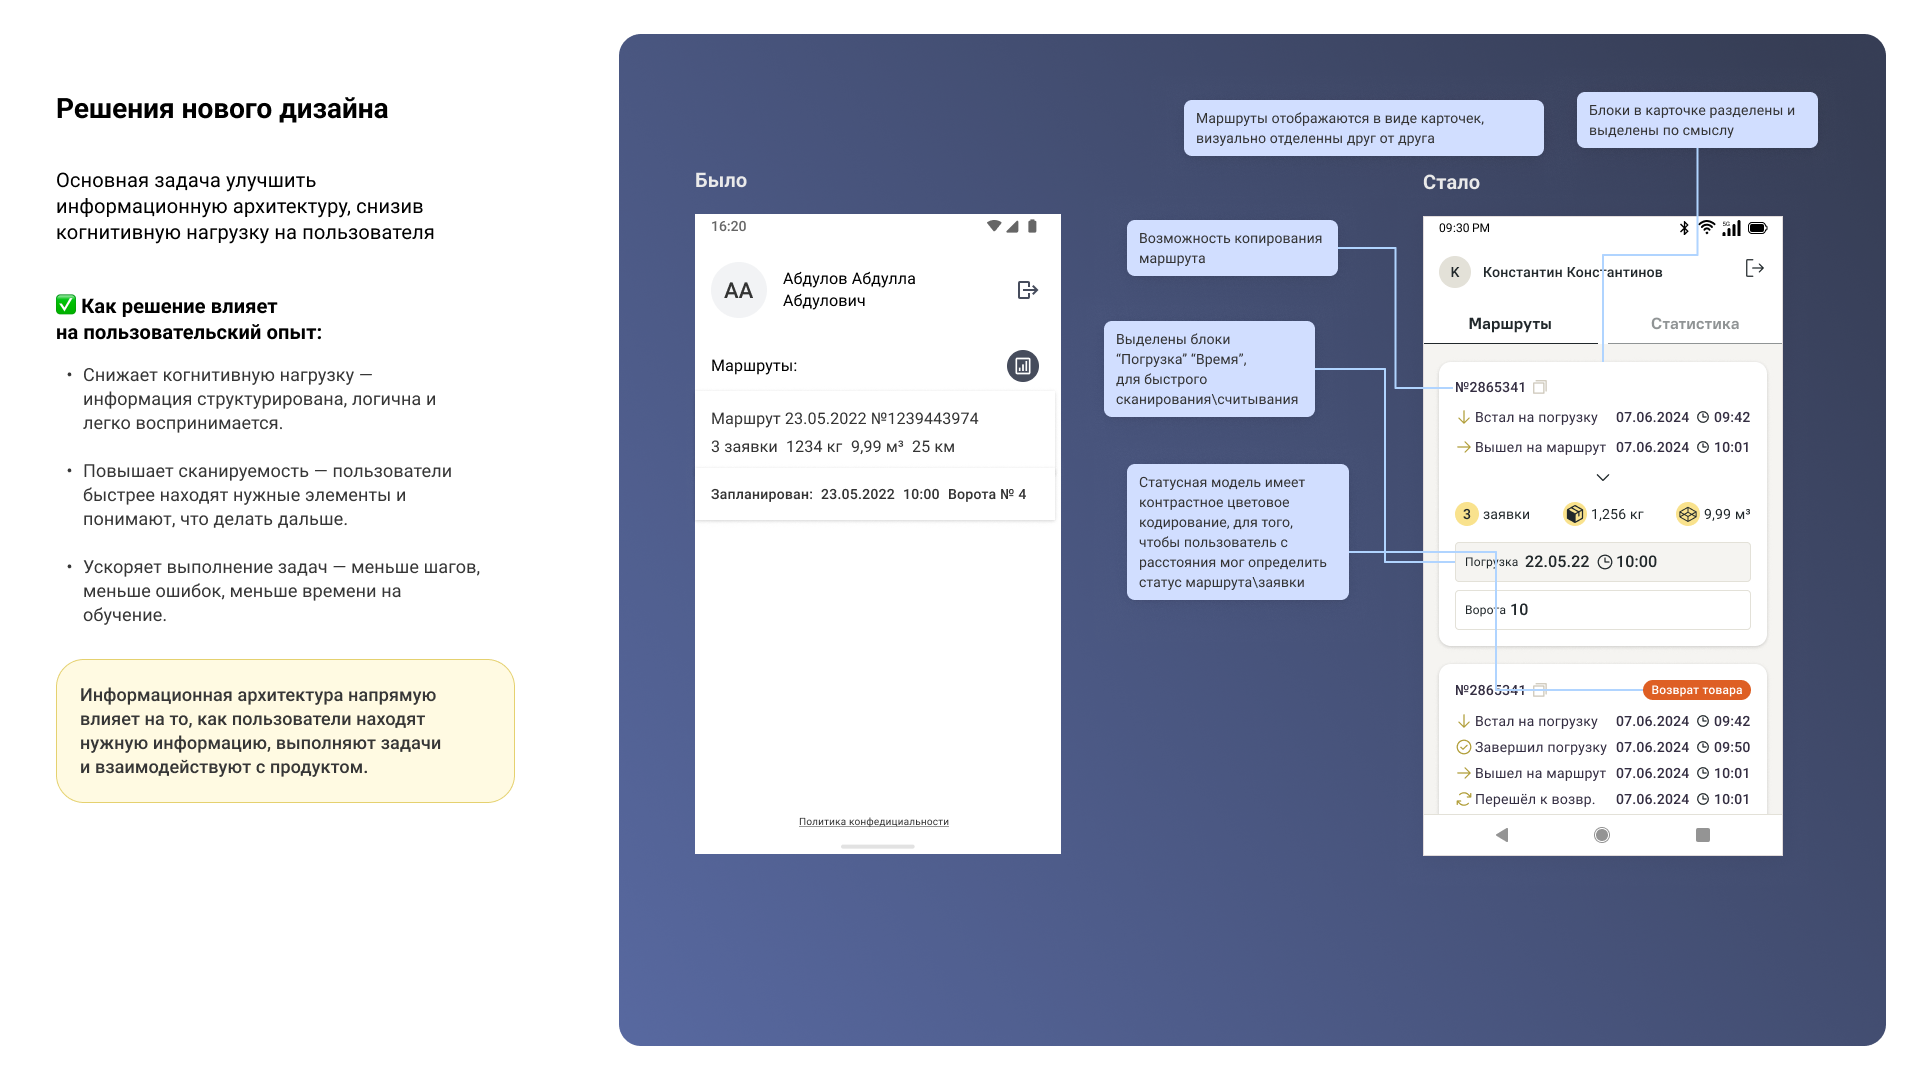 Решения нового дизайна
Основная задача улучшить
информационную архитектуру, снизив
когнитивную нагрузку на пользователя
✅ Как решение влияет
на пользовательский опыт:
• Снижает когнитивную нагрузку —
информация структурирована, логична и
легко воспринимается.
• Повышает сканируемость — пользователи
быстрее находят нужные элементы и
понимают, что делать дальше.
• Ускоряет выполнение задач — меньше шагов,
меньше ошибок, меньше времени на
обучение.
Информационная архитектура напрямую
влияет на то, как пользователи находят
нужную информацию, выполняют задачи
и взаимодействуют с продуктом.
Было
16:20
АА
Абдулов Абдулла
Абдулович
Маршруты:
Маршрут 23.05.2022 №1239443974
3 заявки 1234 кг 9,99 м³ 25 км
Запланирован: 23.05.2022 10:00 Ворота № 4
Политика конфедициальности
Маршруты отображаются в виде карточек,
визуально отделенны друг от друга
Блоки в карточке разделены и
выделены по смыслу
Возможность копирования
маршрута
Выделены блоки
“Погрузка” “Время”,
для быстрого
сканирования\считывания
Статусная модель имеет
контрастное цветовое
кодирование, для того,
чтобы пользователь с
расстояния мог определить
статус маршрута\заявки
Стало
09:30 PM
5G
К
Константин Константинов
Маршруты
Статистика
№2865341
Встал на погрузку 07.06.2024 09:42
Вышел на маршрут 07.06.2024 10:01
3 заявки 1,256 кг 9,99 м³
Погрузка 22.05.22 10:00
Ворота 10
№2865341 Возврат товара
Встал на погрузку 07.06.2024 09:42
Завершил погрузку 07.06.2024 09:50
Вышел на маршрут 07.06.2024 10:01
Перешёл к возвр. 07.06.2024 10:01